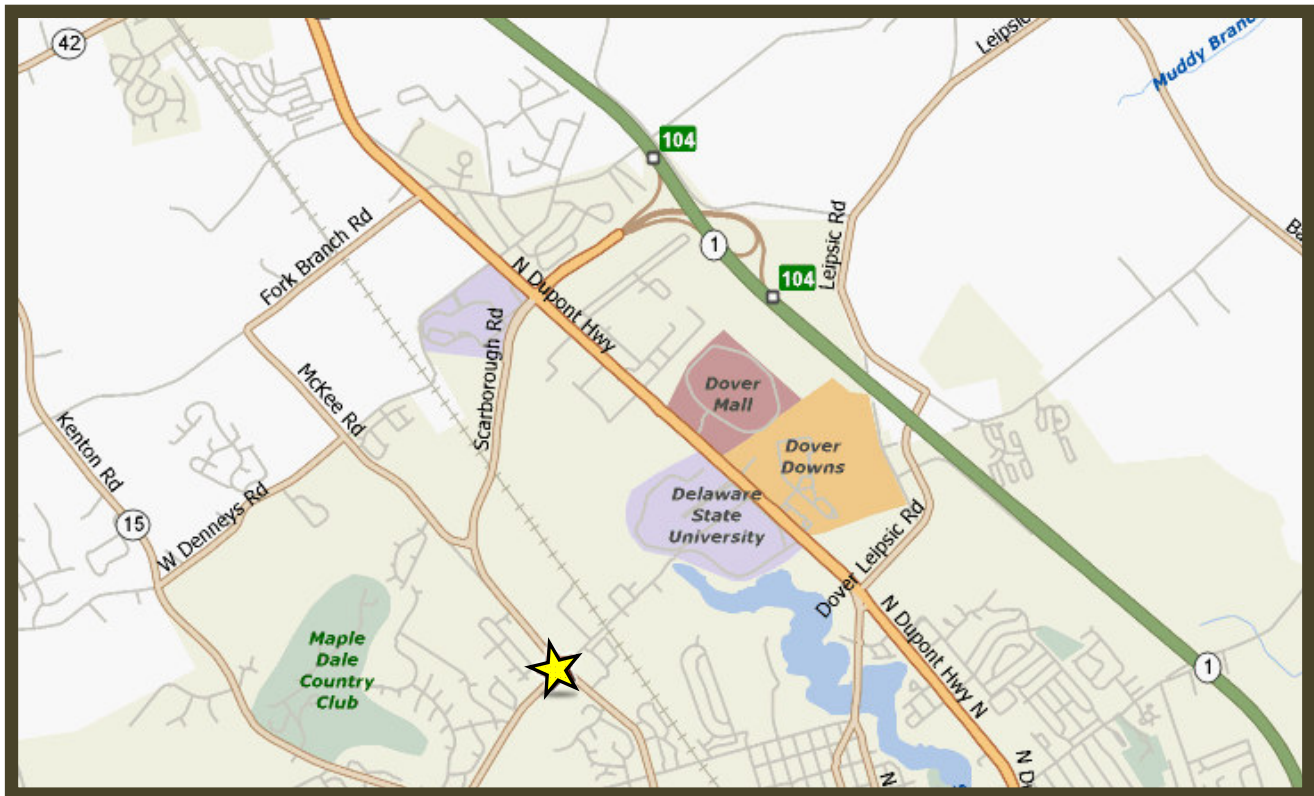 42
Leipsic
Muddy Branc
104
Fork Branch Rd
Leipsic Rd
Ba
1
N Dupont Hwy
104
Scarborough Rd
McKee Rd
Dover
Mall
Kenton Rd
Dover
Downs
Delaware
State
University
15
W Denneys Rd
Dover Leipsic Rd
N Dupont Hwy N
Maple
Dale
Country
Club
1
N
N D